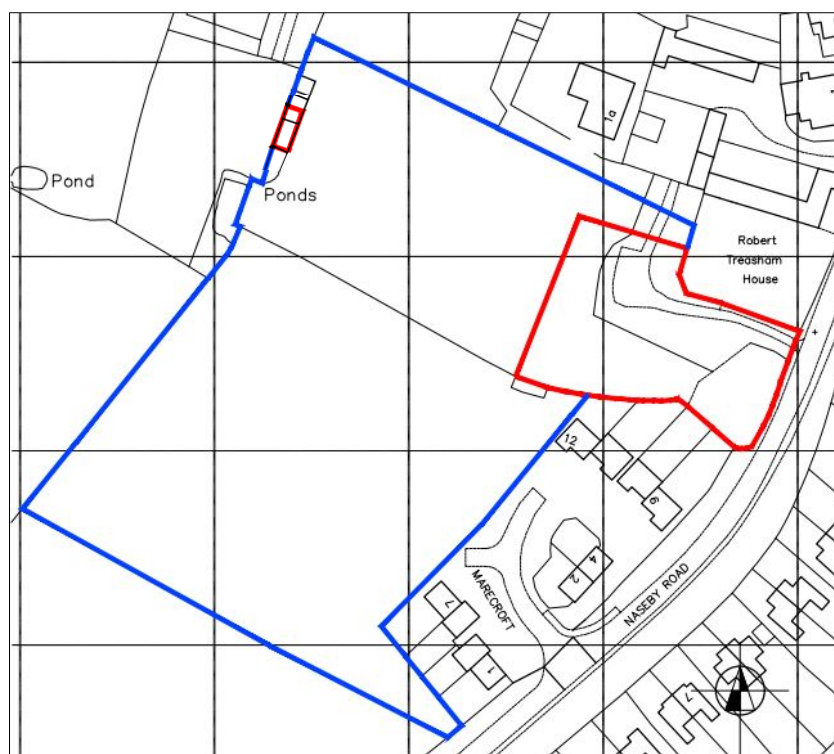 1a
Pond
Ponds
Robert
Treasham
House
12
6
4
2
MARECROFT
NASEBY ROAD
7
1
7